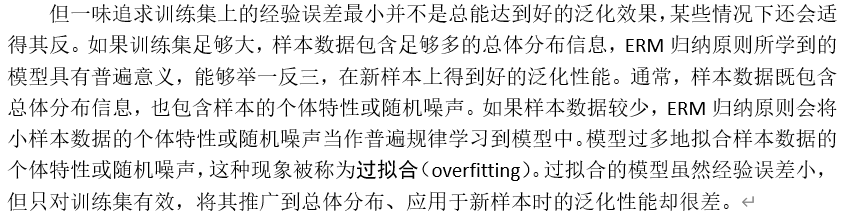 但一味追求训练集上的经验误差最小并不是总能达到好的泛化效果，某些情况下还会适
得其反。如果训练集足够大，样本数据包含足够多的总体分布信息，ERM 归纳原则所学到的
模型具有普遍意义，能够举一反三，在新样本上得到好的泛化性能。通常，样本数据既包含
总体分布信息，也包含样本的个体特性或随机噪声。如果样本数据较少，ERM 归纳原则会将
小样本数据的个体特性或随机噪声当作普遍规律学习到模型中。模型过多地拟合样本数据的
个体特性或随机噪声，这种现象被称为过拟合（overfitting）。过拟合的模型虽然经验误差小，
但只对训练集有效，将其推广到总体分布、应用于新样本时的泛化性能却很差。